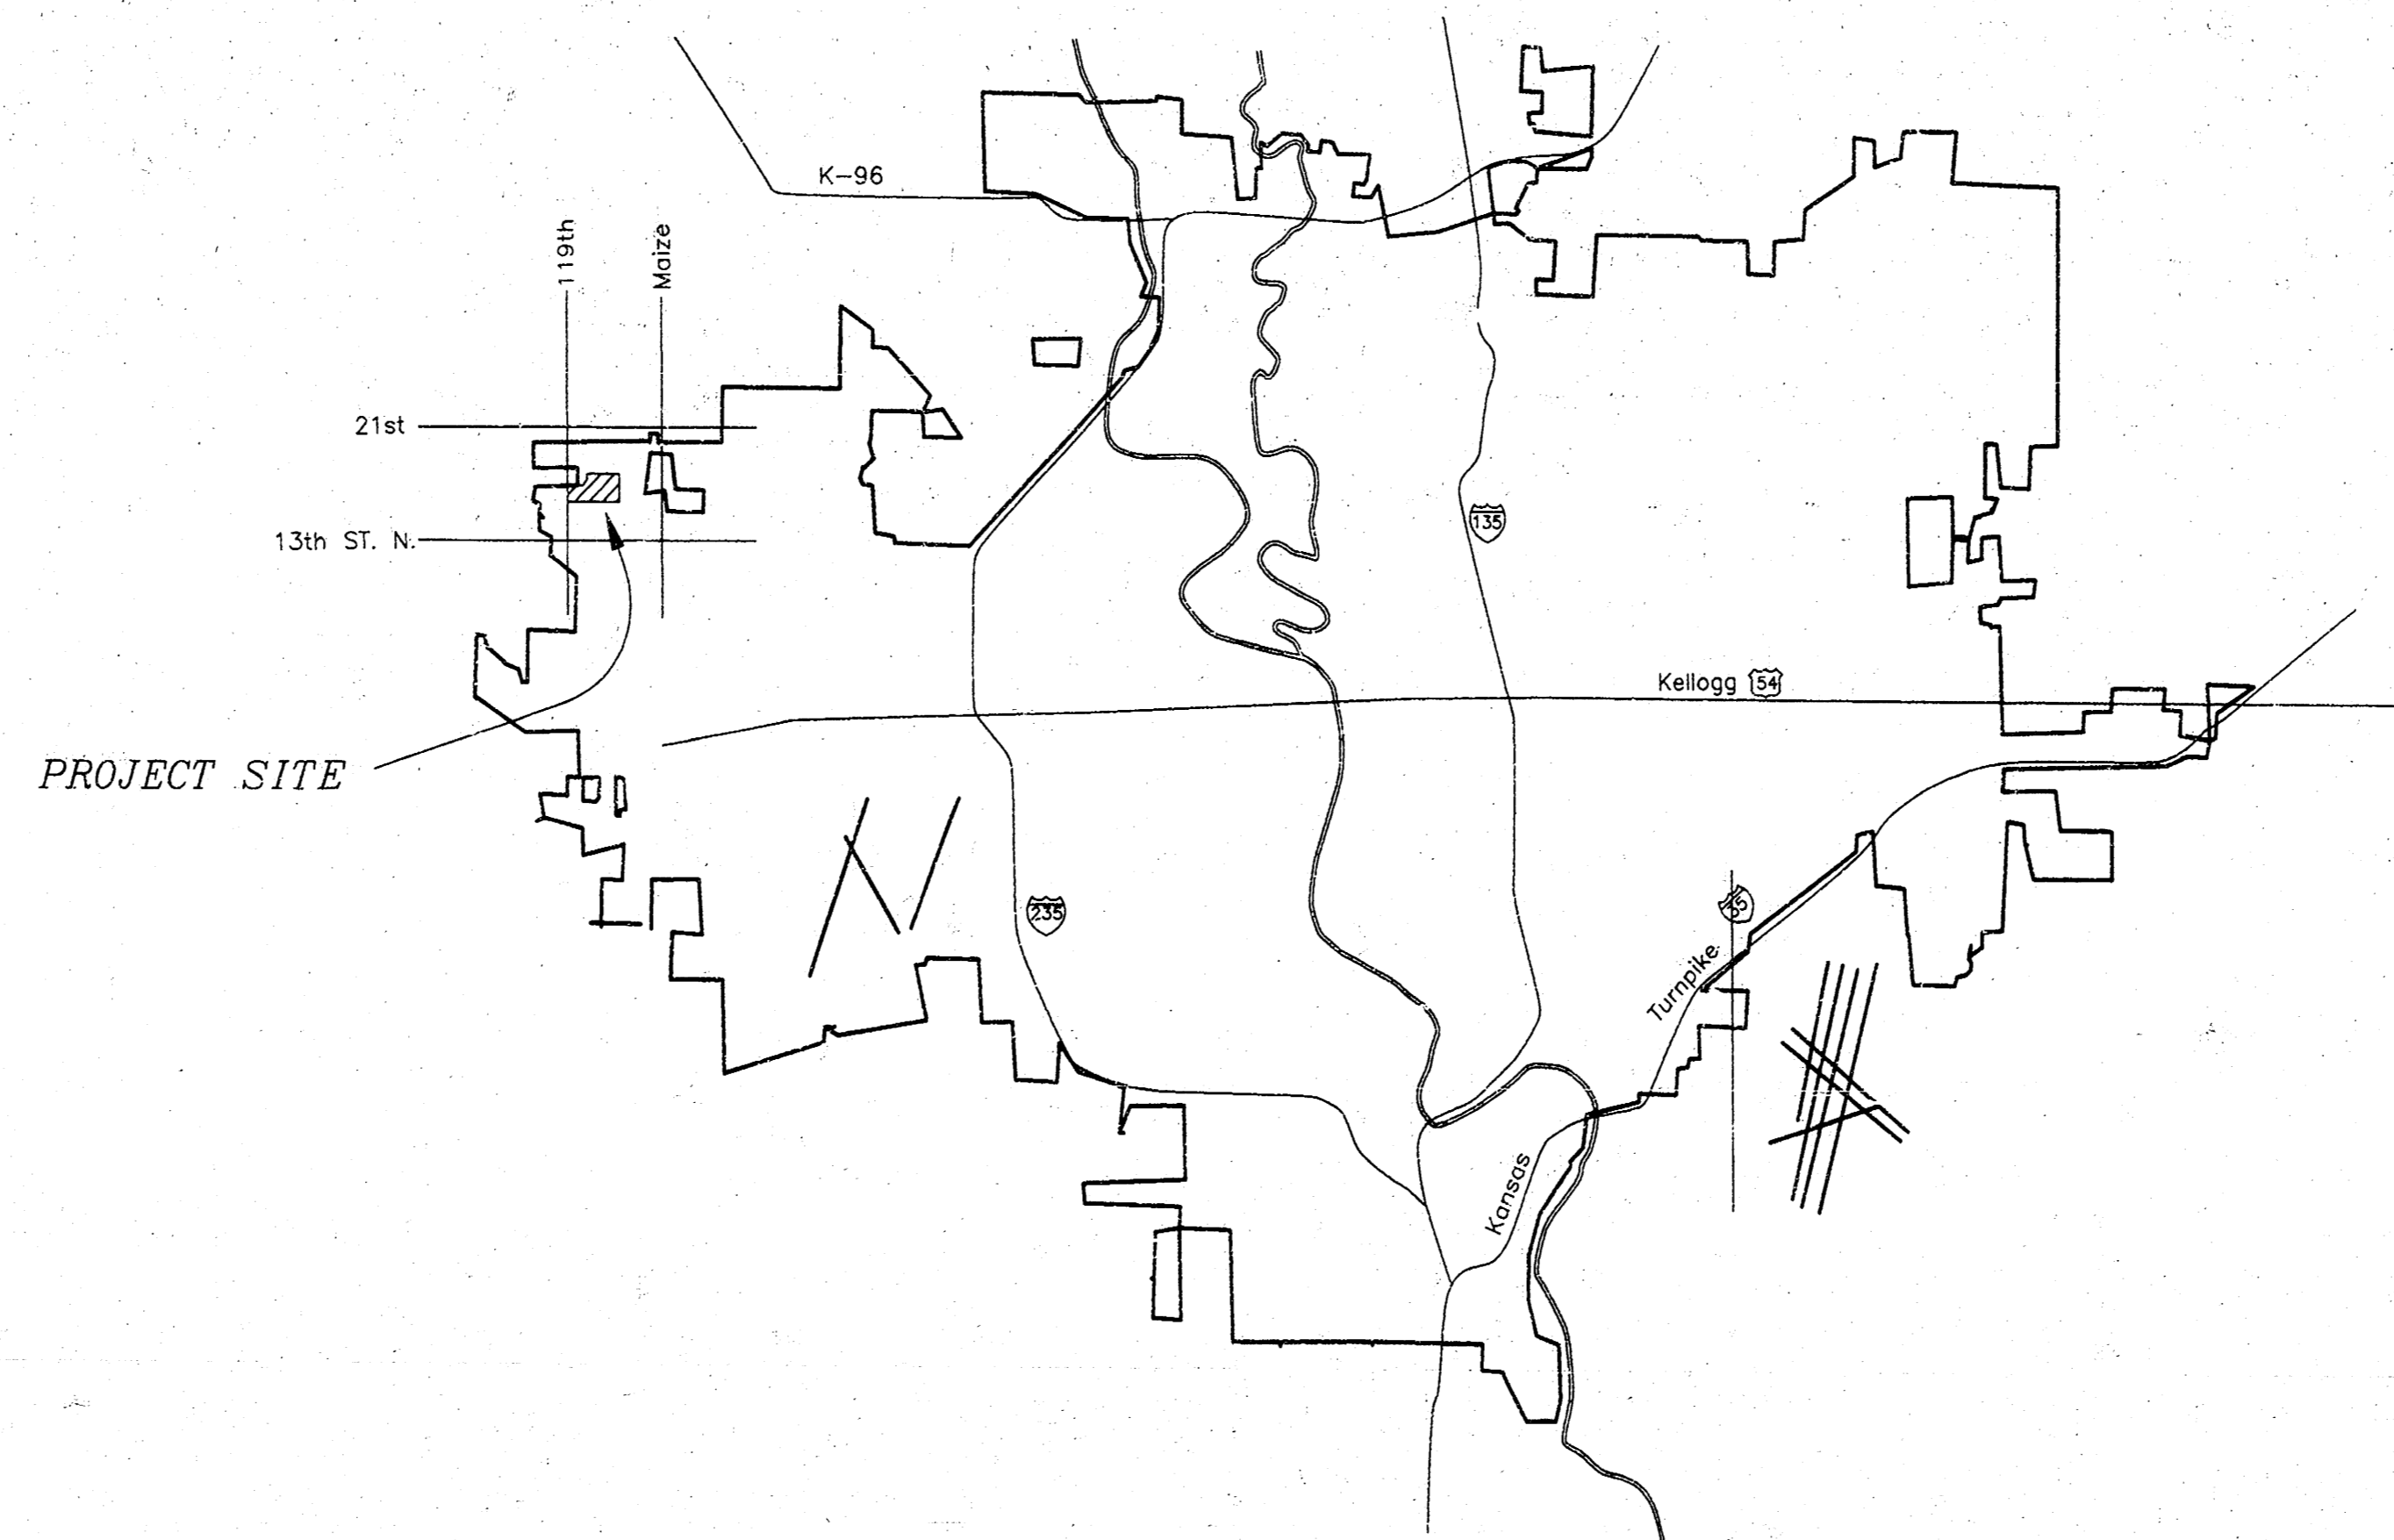 K-96
119th
Maize
21st
135
13th ST. N.
Kellogg 54
PROJECT SITE
35
235
Turnpike
Kansas